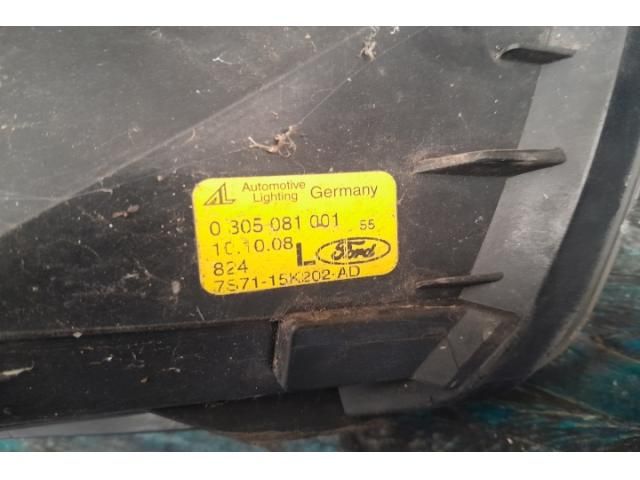 AL Automotive Lighting Germany
0 305 081 001 55
10.10.08
824 L Ford
7S71-15K202-AD